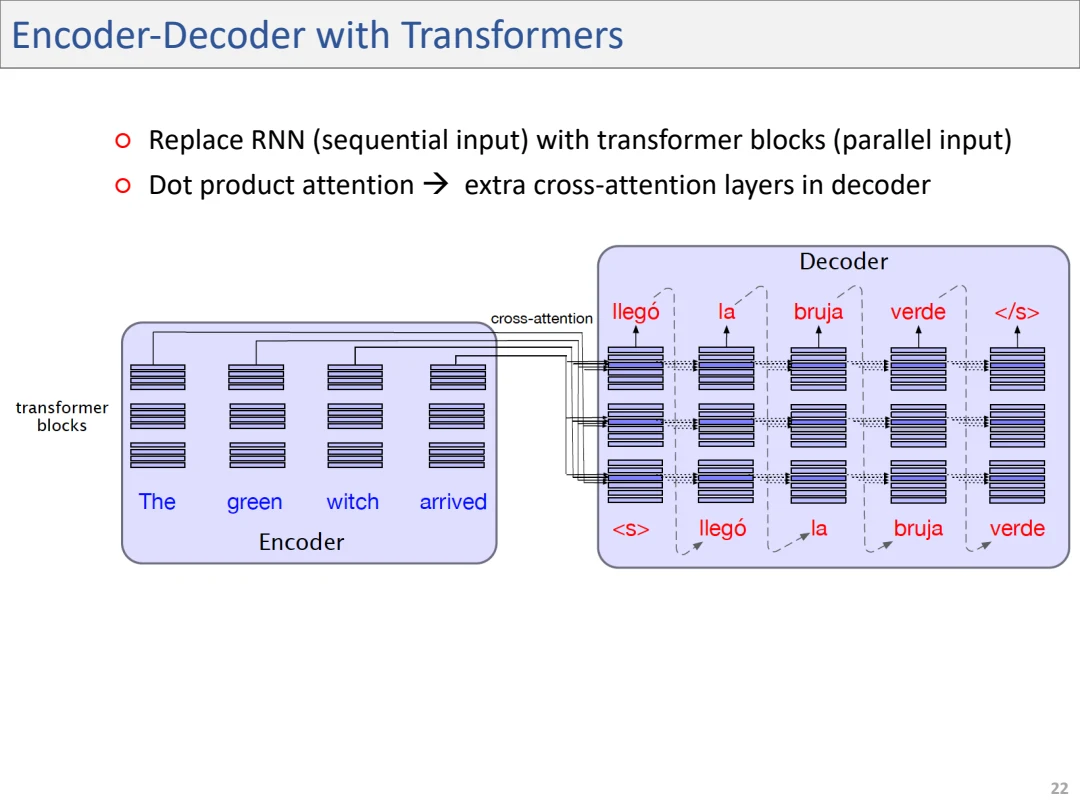 Encoder-Decoder with Transformers
Replace RNN (sequential input) with transformer blocks (parallel input)
Dot product attention → extra cross-attention layers in decoder
Decoder
cross-attention
llegó la bruja verde </s>
transformer
blocks
The green witch arrived
Encoder
<s> llegó la bruja verde
22